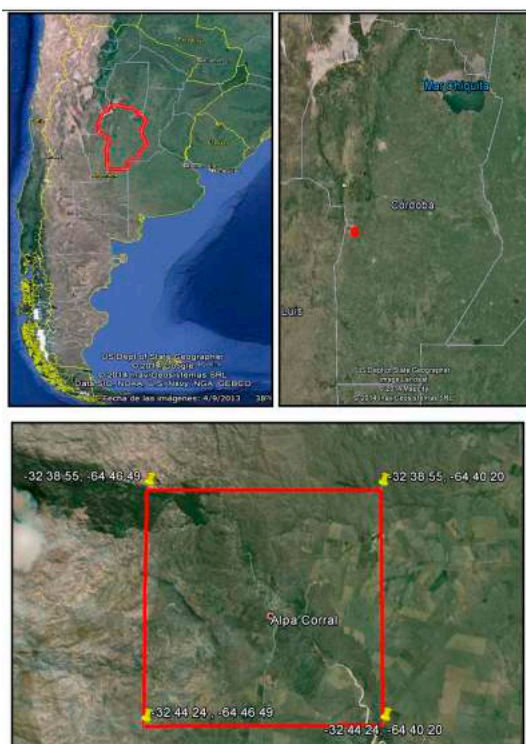 Mar Chiquita
Córdoba
Luis
US Dept of State Geographer
© 2014 Google
© 2014 Inav/Geosistemas SRL
Data SIO, NOAA, U.S. Navy, NGA, GEBCO
Fecha de las imágenes: 4/9/2013 38°
US Dept of State Geographer
Image Landsat
© 2014 Inav/Geosistemas SRL
-32 38 55, -64 46 49
-32 38 55, -64 40 20
Alpa Corral
-32 44 24, -64 46 49
-32 44 24, -64 40 20